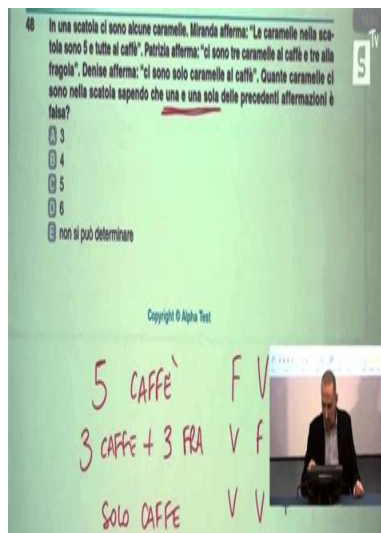 48 In una scatola ci sono alcune caramelle. Miranda afferma: "Le caramelle nella sca-
tola sono 5 e tutte al caffè". Patrizia afferma: "ci sono tre caramelle al caffè e tre alla
fragola". Denise afferma: "ci sono solo caramelle al caffè". Quante caramelle ci
sono nella scatola sapendo che una e una sola delle precedenti affermazioni è
falsa?
A 3
B 4
C 5
D 6
E non si può determinare
S TV
Copyright © Alpha Test
5 CAFFÈ F V
3 CAFFE + 3 FRA V F
SOLO CAFFE V V